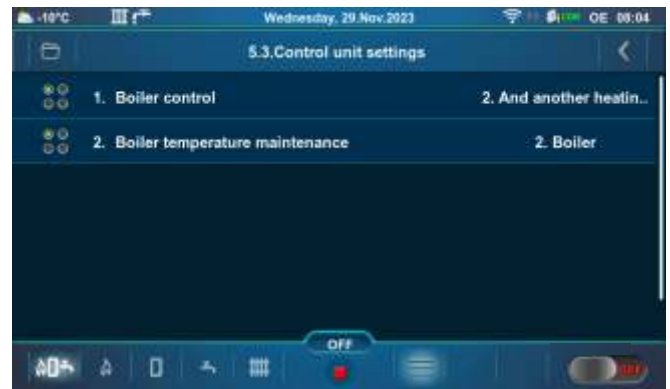 -10°C Wednesday, 29.Nov.2023 OE 08:04
5.3.Control unit settings
1. Boiler control 2. And another heatin..
2. Boiler temperature maintenance 2. Boiler
OFF
OFF